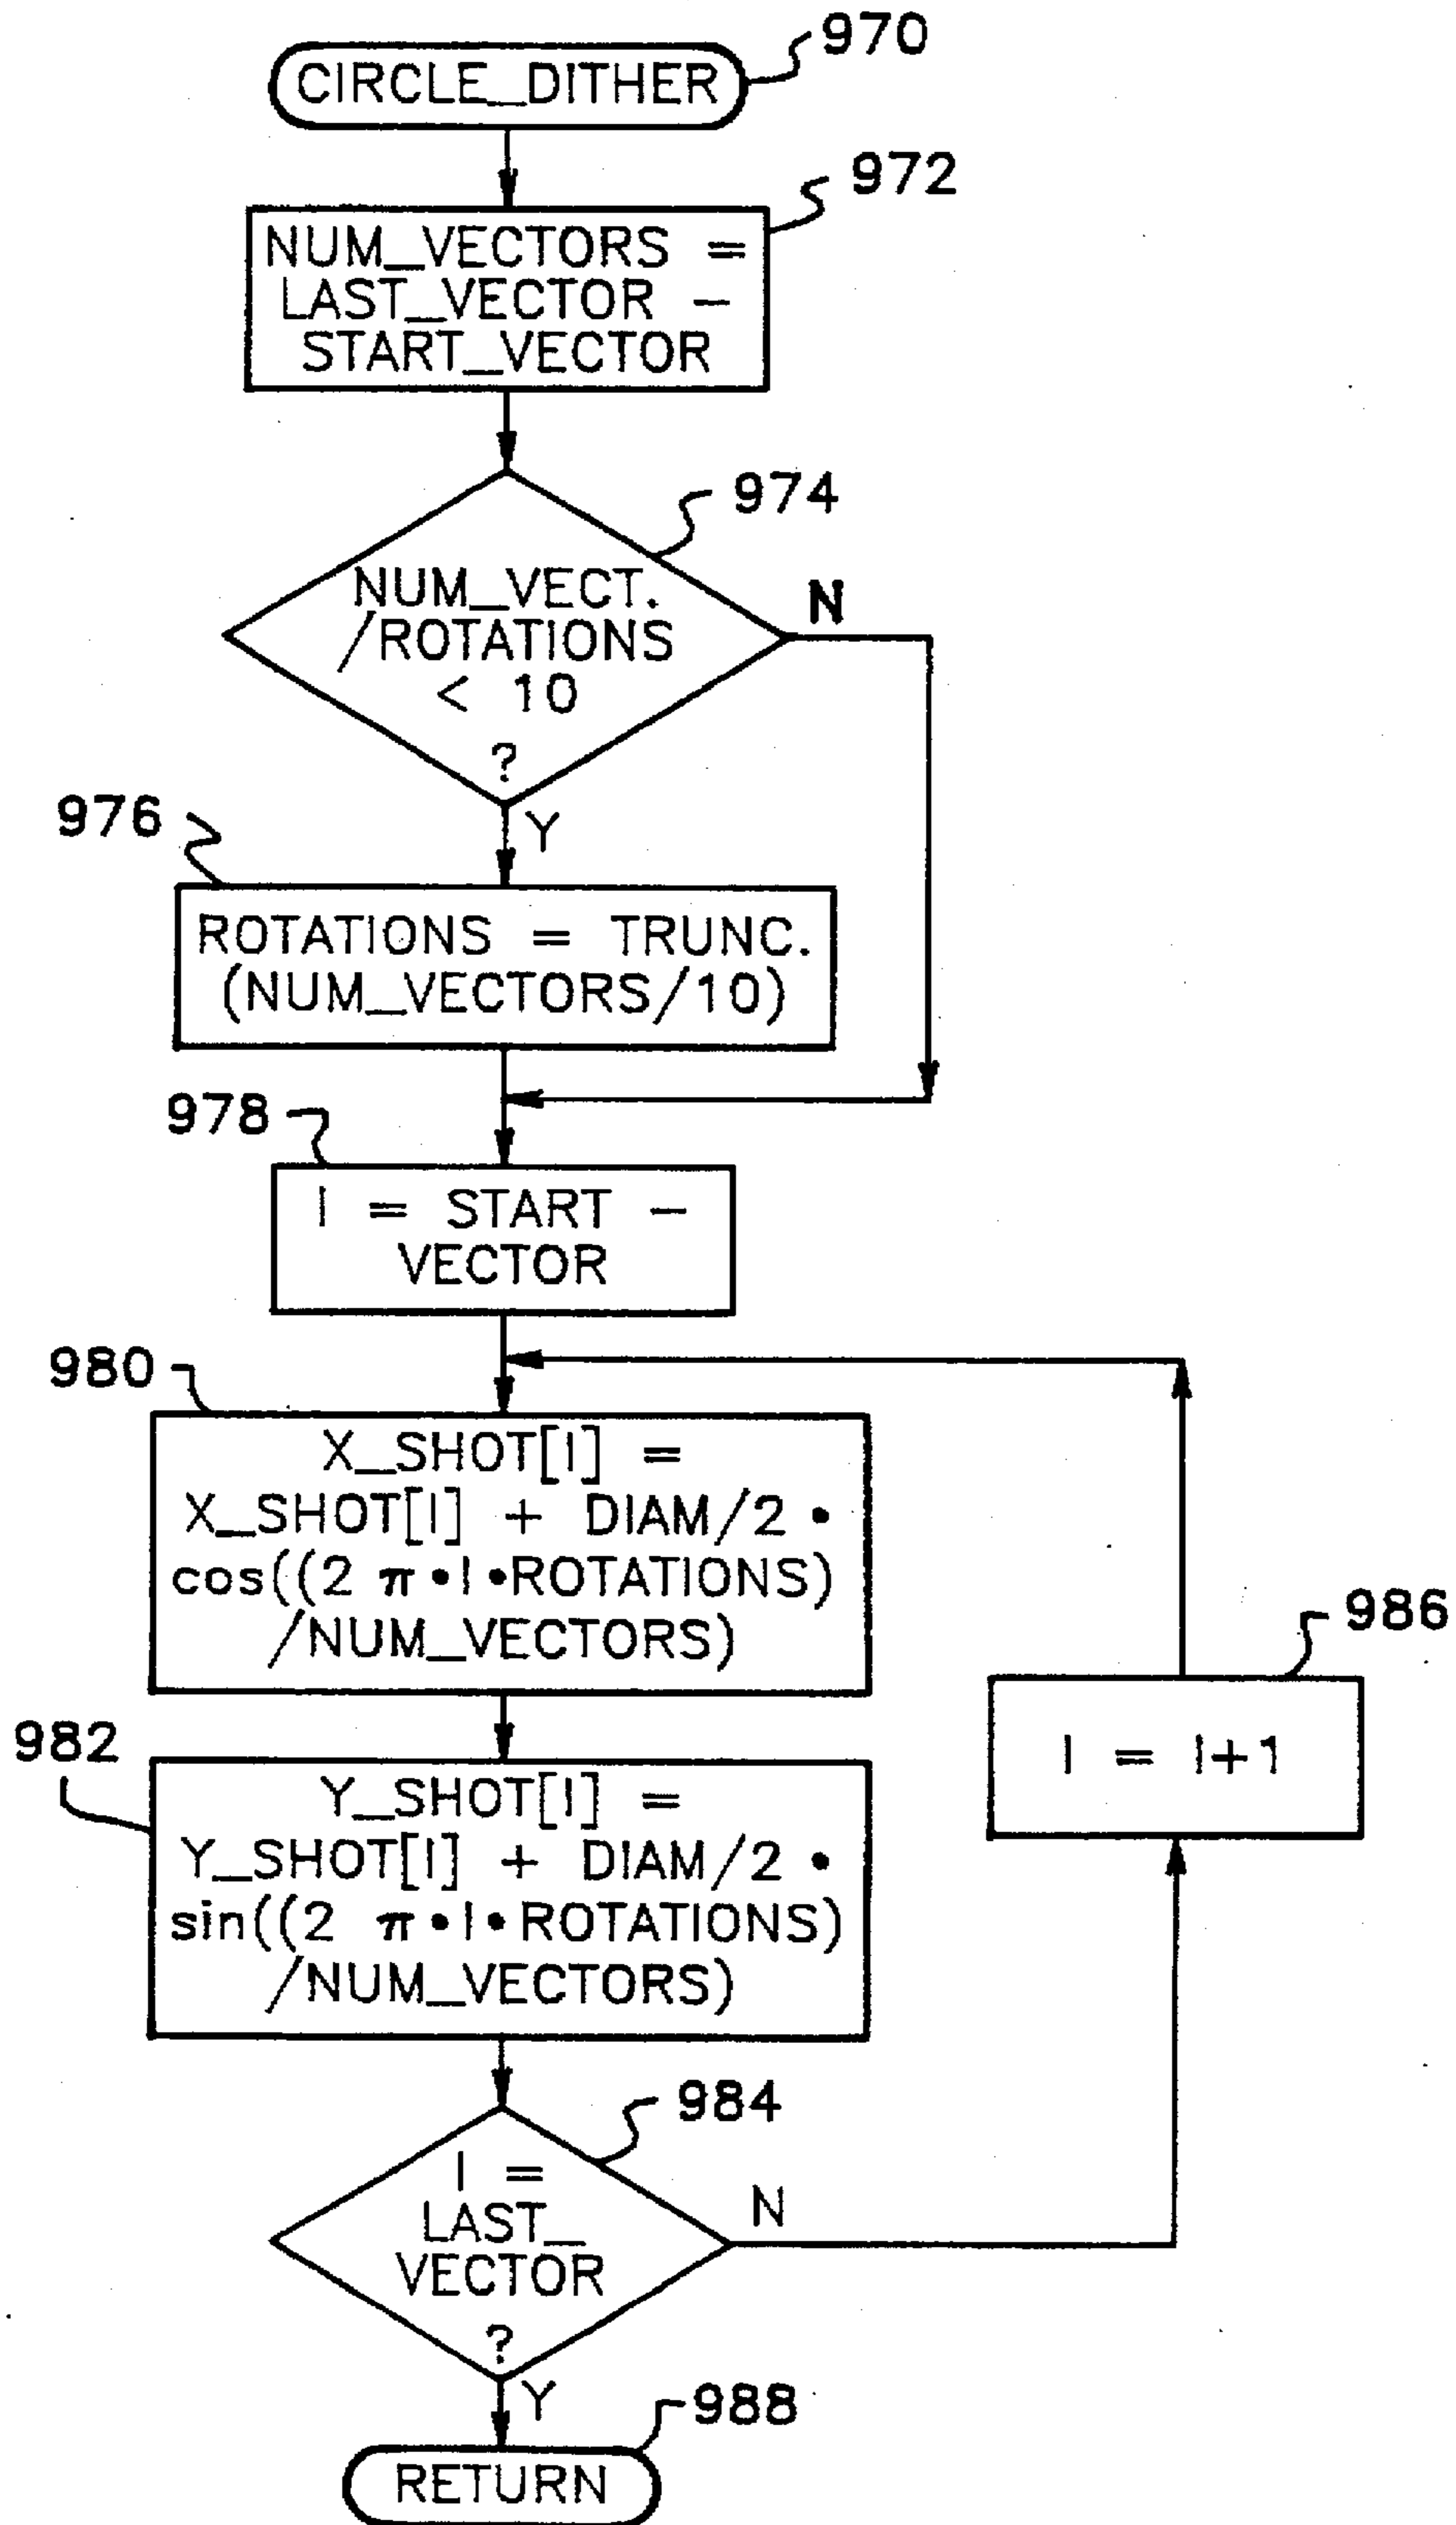 CIRCLE_DITHER
970
972
NUM_VECTORS =
LAST_VECTOR -
START_VECTOR
974
NUM_VECT.
/ROTATIONS
< 10
?
N
Y
976
ROTATIONS = TRUNC.
(NUM_VECTORS/10)
978
I = START -
VECTOR
980
X_SHOT[I] =
X_SHOT[I] + DIAM/2 •
cos((2 π•I•ROTATIONS)
/NUM_VECTORS)
986
I = I+1
982
Y_SHOT[I] =
Y_SHOT[I] + DIAM/2 •
sin((2 π•I•ROTATIONS)
/NUM_VECTORS)
984
I =
LAST_
VECTOR
?
N
Y
988
RETURN